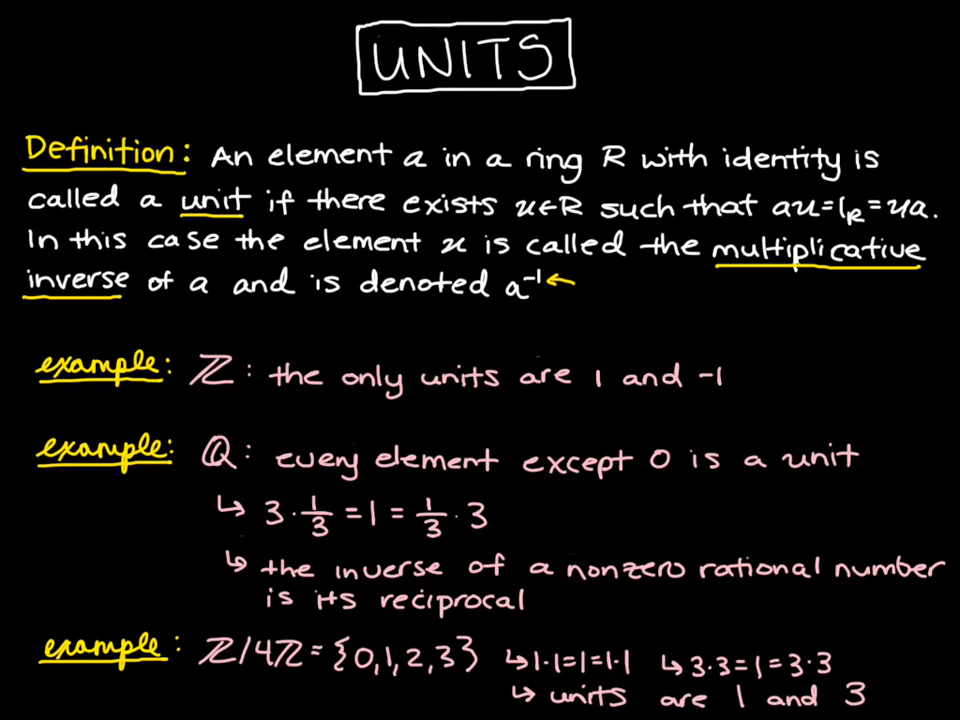 UNITS
Definition: An element a in a ring R with identity is
called a unit if there exists u∈R such that au=1_R=ua.
In this case the element u is called the multiplicative
inverse of a and is denoted a⁻¹ ←
example: ℤ: the only units are 1 and -1
example: ℚ: every element except 0 is a unit
↳ 3·1/3=1=1/3·3
↳ the inverse of a nonzero rational number
is its reciprocal
example: ℤ/4ℤ={0,1,2,3} ↳1·1=1=1·1 ↳3·3=1=3·3
↳ units are 1 and 3